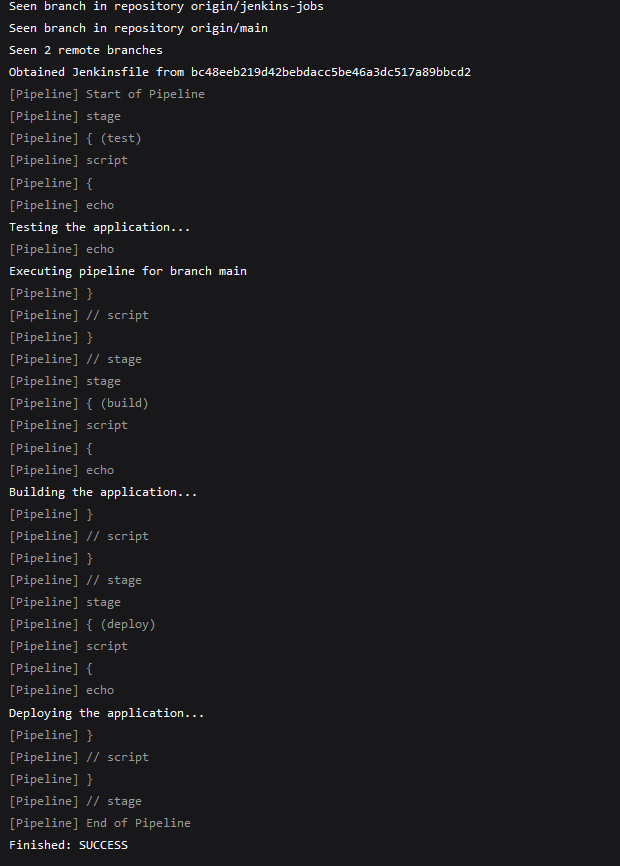 Seen branch in repository origin/jenkins-jobs
Seen branch in repository origin/main
Seen 2 remote branches
Obtained Jenkinsfile from bc48eeb219d42bebdacc5be46a3dc517a89bbcd2
[Pipeline] Start of Pipeline
[Pipeline] stage
[Pipeline] { (test)
[Pipeline] script
[Pipeline] {
[Pipeline] echo
Testing the application...
[Pipeline] echo
Executing pipeline for branch main
[Pipeline] }
[Pipeline] // script
[Pipeline] }
[Pipeline] // stage
[Pipeline] stage
[Pipeline] { (build)
[Pipeline] script
[Pipeline] {
[Pipeline] echo
Building the application...
[Pipeline] }
[Pipeline] // script
[Pipeline] }
[Pipeline] // stage
[Pipeline] stage
[Pipeline] { (deploy)
[Pipeline] script
[Pipeline] {
[Pipeline] echo
Deploying the application...
[Pipeline] }
[Pipeline] // script
[Pipeline] }
[Pipeline] // stage
[Pipeline] End of Pipeline
Finished: SUCCESS